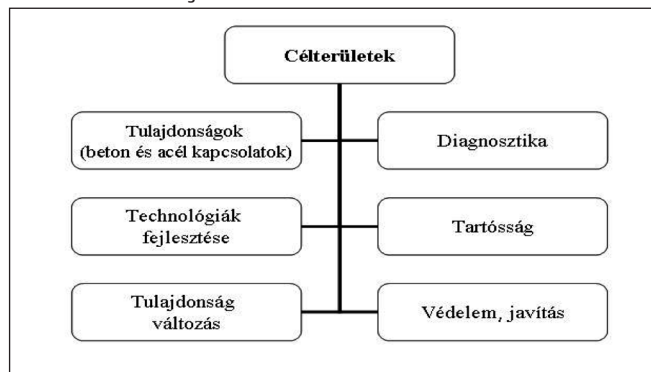 Célterületek
Tulajdonságok
(beton és acél kapcsolatok)
Diagnosztika
Technológiák
fejlesztése
Tartósság
Tulajdonság
változás
Védelem, javítás